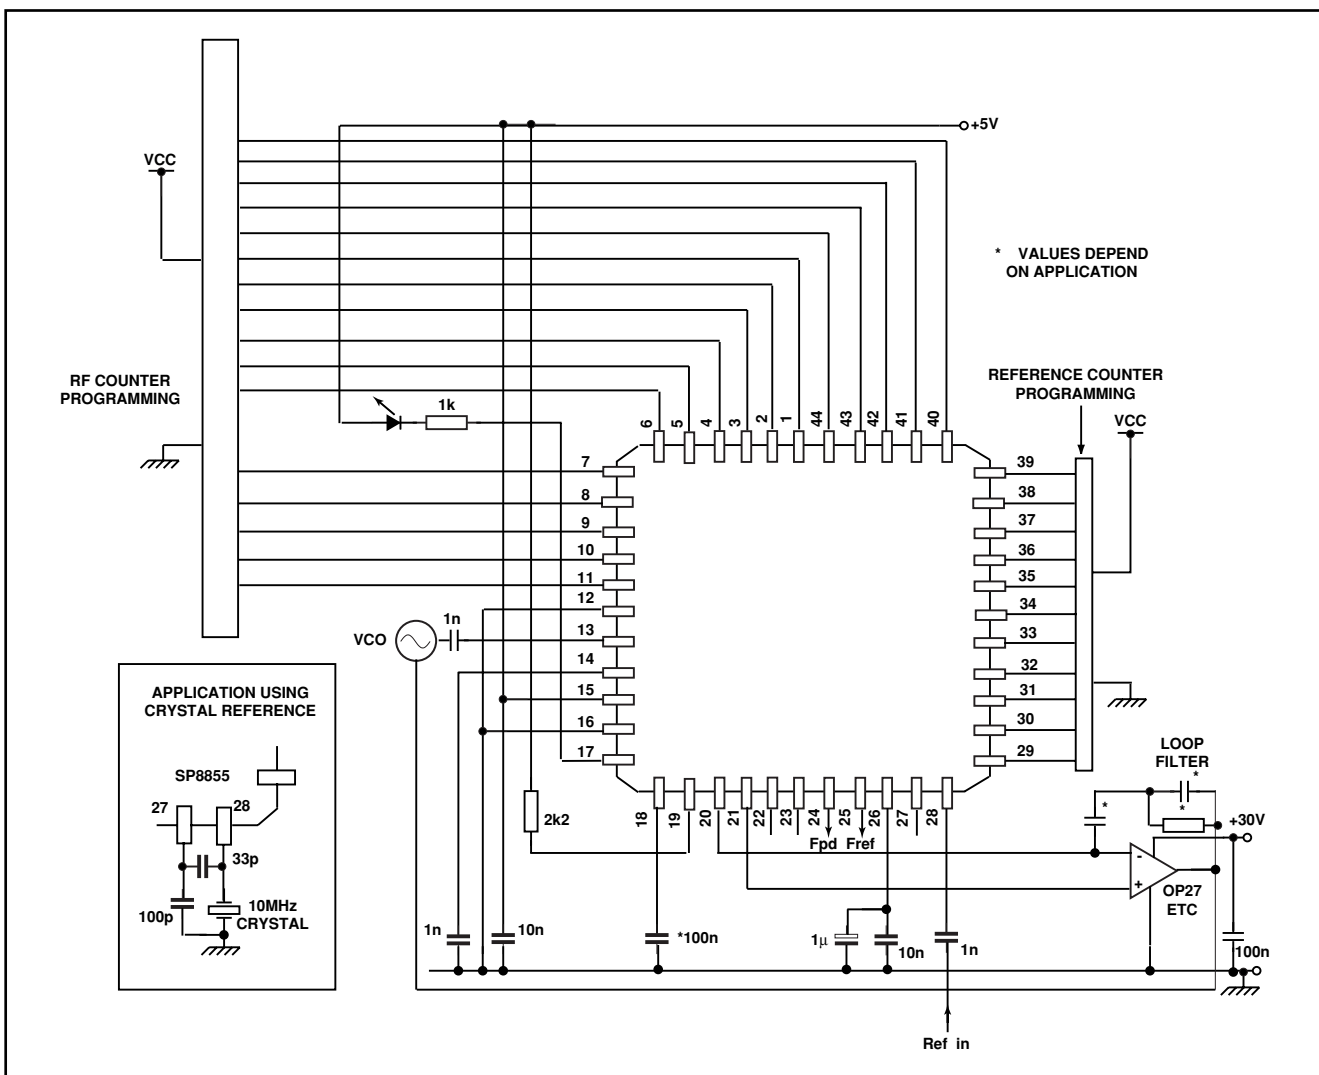 +5V
VCC
* VALUES DEPEND
ON APPLICATION
RF COUNTER
PROGRAMMING
REFERENCE COUNTER
PROGRAMMING
VCC
1k
6
5
4
3
2
1
44
43
42
41
40
7
8
9
10
11
12
13
14
15
16
17
39
38
37
36
35
34
33
32
31
30
29
VCO
1n
APPLICATION USING
CRYSTAL REFERENCE
SP8855
27
28
33p
100p
10MHz
CRYSTAL
2k2
18
19
20
21
22
23
24
25
26
27
28
Fpd Fref
LOOP
FILTER
*
*
*
+30V
-
+
OP27
ETC
1n
10n
*100n
1µ
10n
1n
100n
Ref in